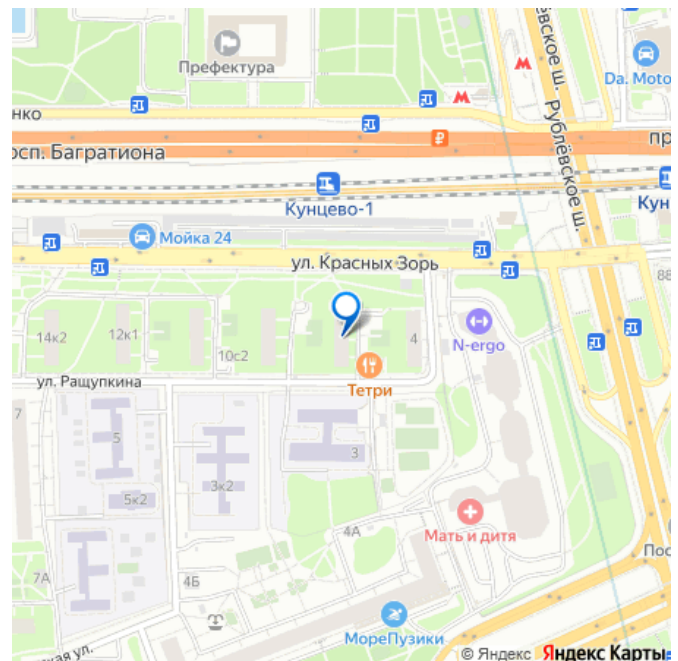 Префектура
Da. Moto
Рублёвское ш.
нко
просп. Багратиона
пр
Кунцево-1
Кун
Мойка 24
ул. Красных Зорь
88
14к2
12к1
10с2
4
N-ergo
Тетри
ул. Ращупкина
7
5
3
3к2
5к2
4А
Мать и дитя
7А
4Б
Пос
МореПузики
ская ул.
© Яндекс Яндекс Карты